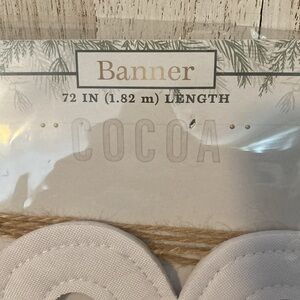 Banner
72 IN (1.82 m) LENGTH
COCOA